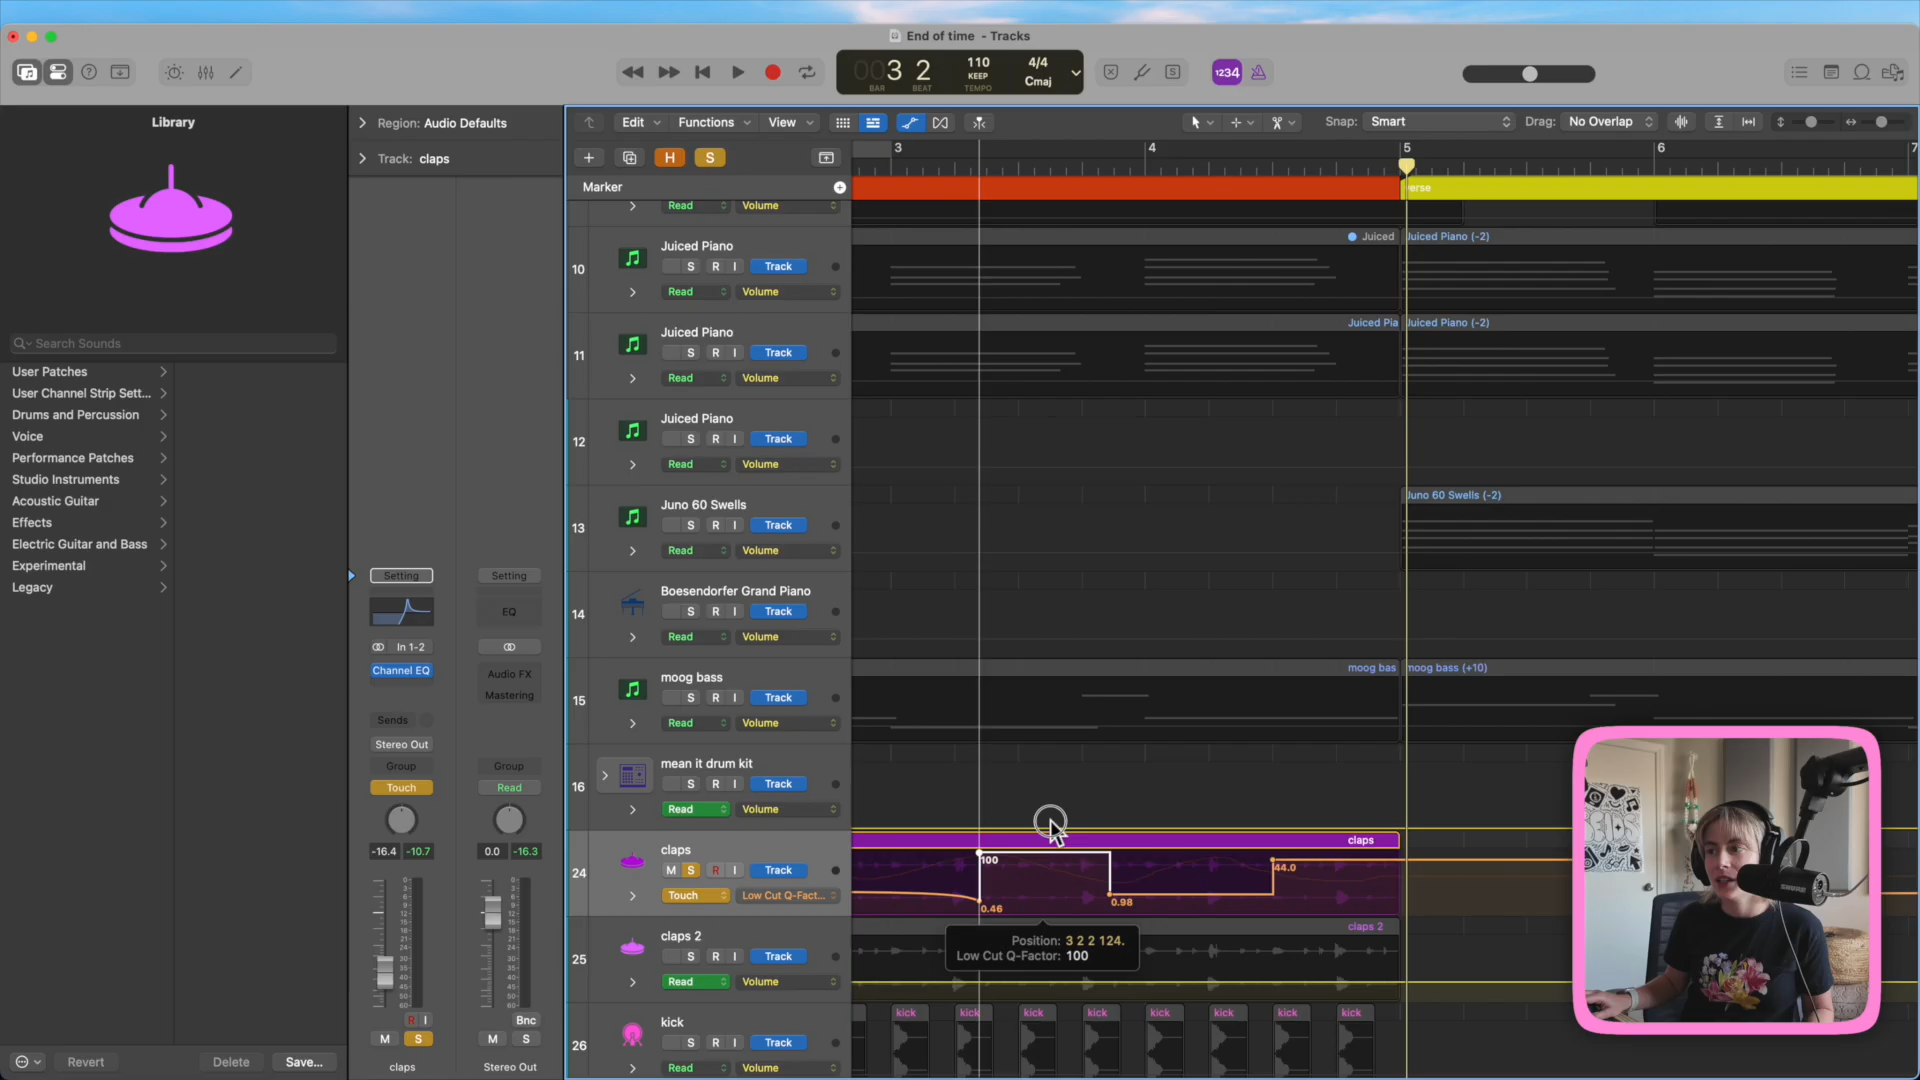 End of time - Tracks
003 2
BAR BEAT
110
KEEP
TEMPO
4/4
Cmaj
S
1234
Library
Region: Audio Defaults
Track: claps
Edit
Functions
View
Snap: Smart
Drag: No Overlap
H
S
3
4
5
6
7
Marker
erse
Read Volume
10
Juiced Piano
S R I Track
Read Volume
Juiced
Juiced Piano (-2)
11
Juiced Piano
S R I Track
Read Volume
Juiced Pia
Juiced Piano (-2)
12
Juiced Piano
S R I Track
Read Volume
13
Juno 60 Swells
S R I Track
Read Volume
Juno 60 Swells (-2)
14
Boesendorfer Grand Piano
S R I Track
Read Volume
15
moog bass
S R I Track
Read Volume
moog bas
moog bass (+10)
16
mean it drum kit
S R I Track
Read Volume
24
claps
M S R I Track
Touch Low Cut Q-Fact...
claps
100
0.46
0.98
44.0
Position: 3 2 2 124.
Low Cut Q-Factor: 100
25
claps 2
S R I Track
Read Volume
claps 2
26
kick
S R I Track
Read Volume
kick kick kick kick kick kick kick kick
Search Sounds
User Patches
User Channel Strip Sett...
Drums and Percussion
Voice
Performance Patches
Studio Instruments
Acoustic Guitar
Effects
Electric Guitar and Bass
Experimental
Legacy
Revert
Delete
Save...
Setting
Setting
EQ
In 1-2
Channel EQ
Audio FX
Mastering
Sends
Stereo Out
Group
Group
Touch
Read
-16.4 -10.7
0.0 -16.3
R I
Bnc
M S
M S
claps
Stereo Out
SHURE